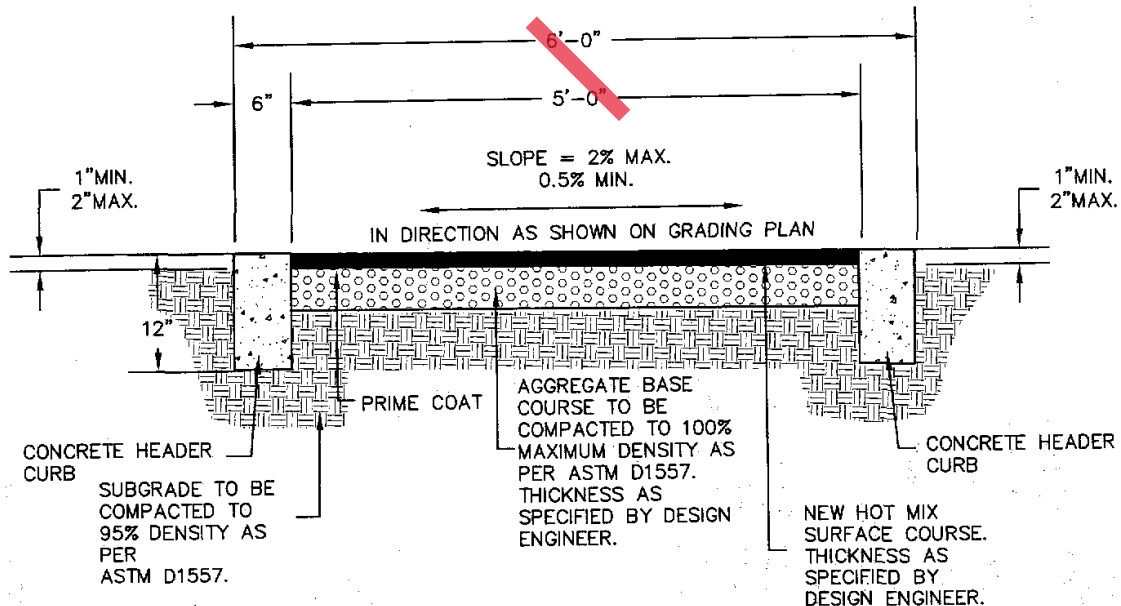 6'-0"
6"
5'-0"
SLOPE = 2% MAX.
0.5% MIN.
1"MIN.
2"MAX.
1"MIN.
2"MAX.
IN DIRECTION AS SHOWN ON GRADING PLAN
12"
PRIME COAT
CONCRETE HEADER
CURB
SUBGRADE TO BE
COMPACTED TO
95% DENSITY AS
PER
ASTM D1557.
AGGREGATE BASE
COURSE TO BE
COMPACTED TO 100%
MAXIMUM DENSITY AS
PER ASTM D1557.
THICKNESS AS
SPECIFIED BY DESIGN
ENGINEER.
CONCRETE HEADER
CURB
NEW HOT MIX
SURFACE COURSE.
THICKNESS AS
SPECIFIED BY
DESIGN ENGINEER.